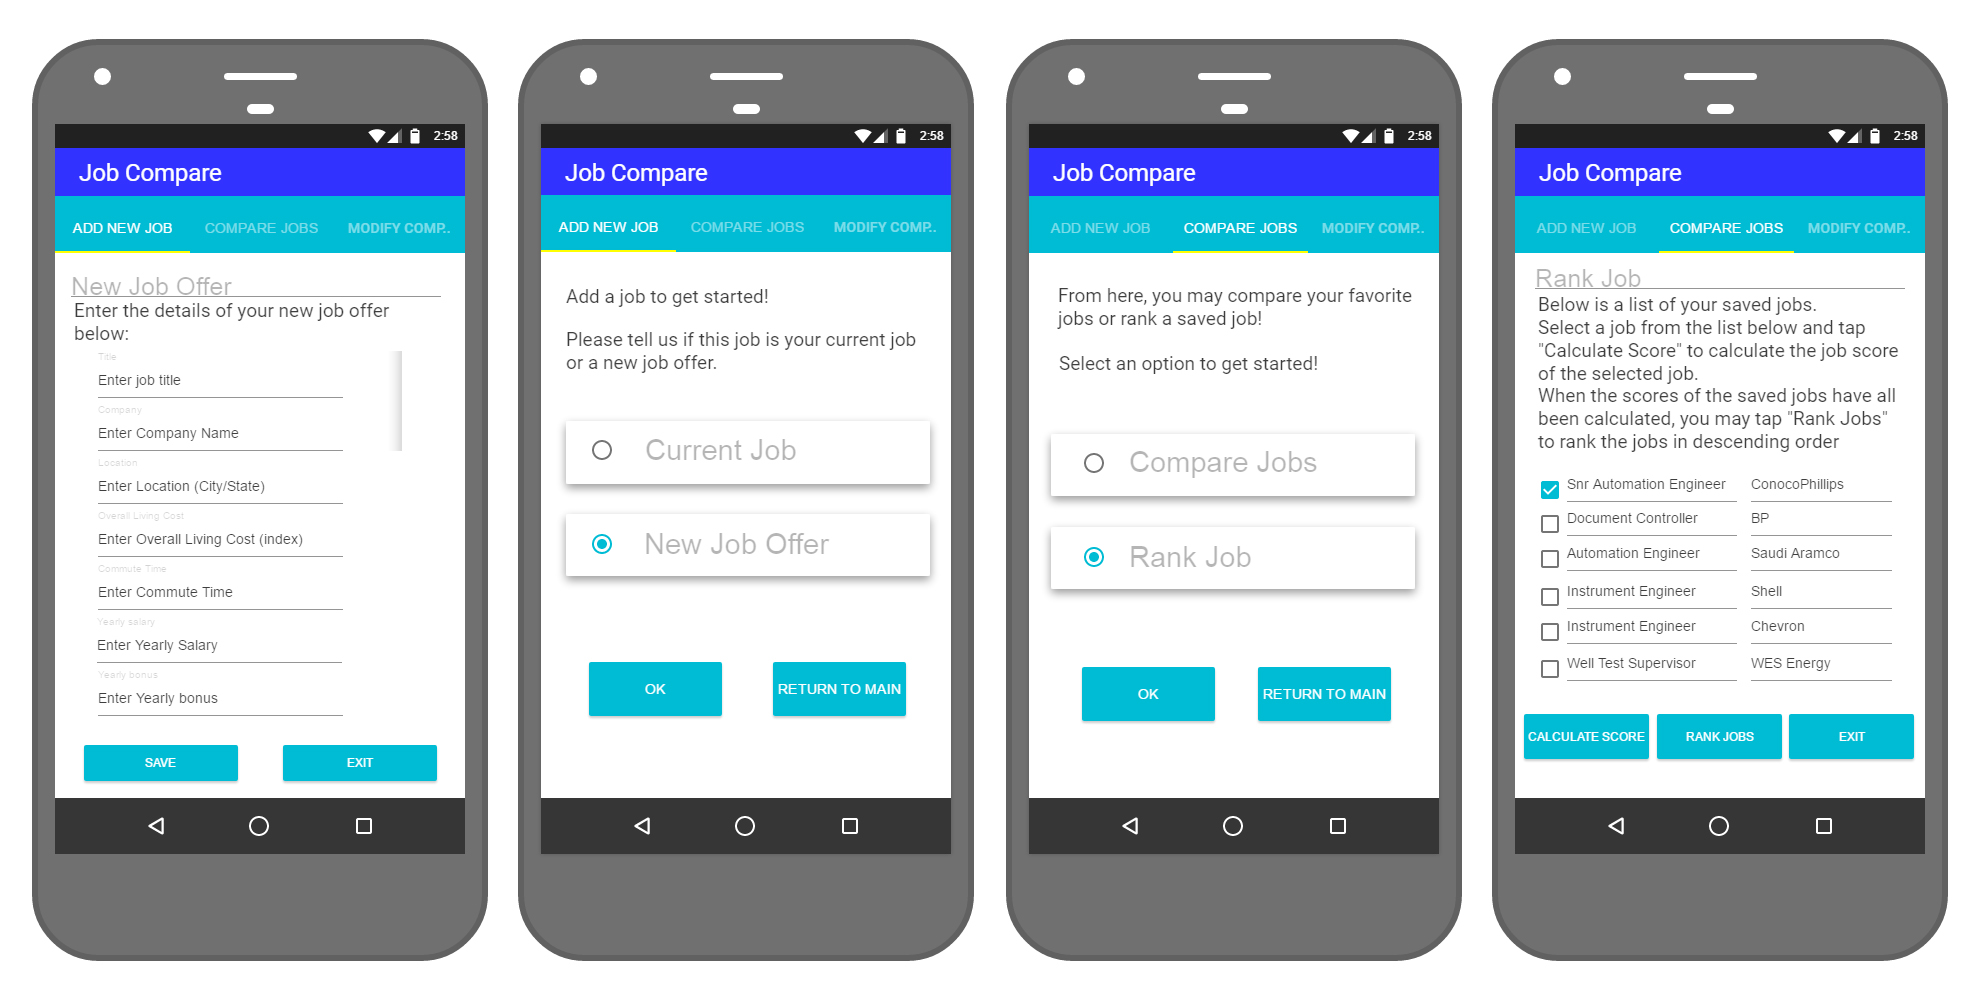 2:58
Job Compare
ADD NEW JOB COMPARE JOBS MODIFY COMP..
New Job Offer
Enter the details of your new job offer
below:
Title
Enter job title
Company
Enter Company Name
Location
Enter Location (City/State)
Overall Living Cost
Enter Overall Living Cost (index)
Commute Time
Enter Commute Time
Yearly salary
Enter Yearly Salary
Yearly bonus
Enter Yearly bonus
SAVE EXIT
2:58
Job Compare
ADD NEW JOB COMPARE JOBS MODIFY COMP..
Add a job to get started!
Please tell us if this job is your current job
or a new job offer.
Current Job
New Job Offer
OK RETURN TO MAIN
2:58
Job Compare
ADD NEW JOB COMPARE JOBS MODIFY COMP..
From here, you may compare your favorite
jobs or rank a saved job!
Select an option to get started!
Compare Jobs
Rank Job
OK RETURN TO MAIN
2:58
Job Compare
ADD NEW JOB COMPARE JOBS MODIFY COMP..
Rank Job
Below is a list of your saved jobs.
Select a job from the list below and tap
"Calculate Score" to calculate the job score
of the selected job.
When the scores of the saved jobs have all
been calculated, you may tap "Rank Jobs"
to rank the jobs in descending order
Snr Automation Engineer ConocoPhillips
Document Controller BP
Automation Engineer Saudi Aramco
Instrument Engineer Shell
Instrument Engineer Chevron
Well Test Supervisor WES Energy
CALCULATE SCORE RANK JOBS EXIT